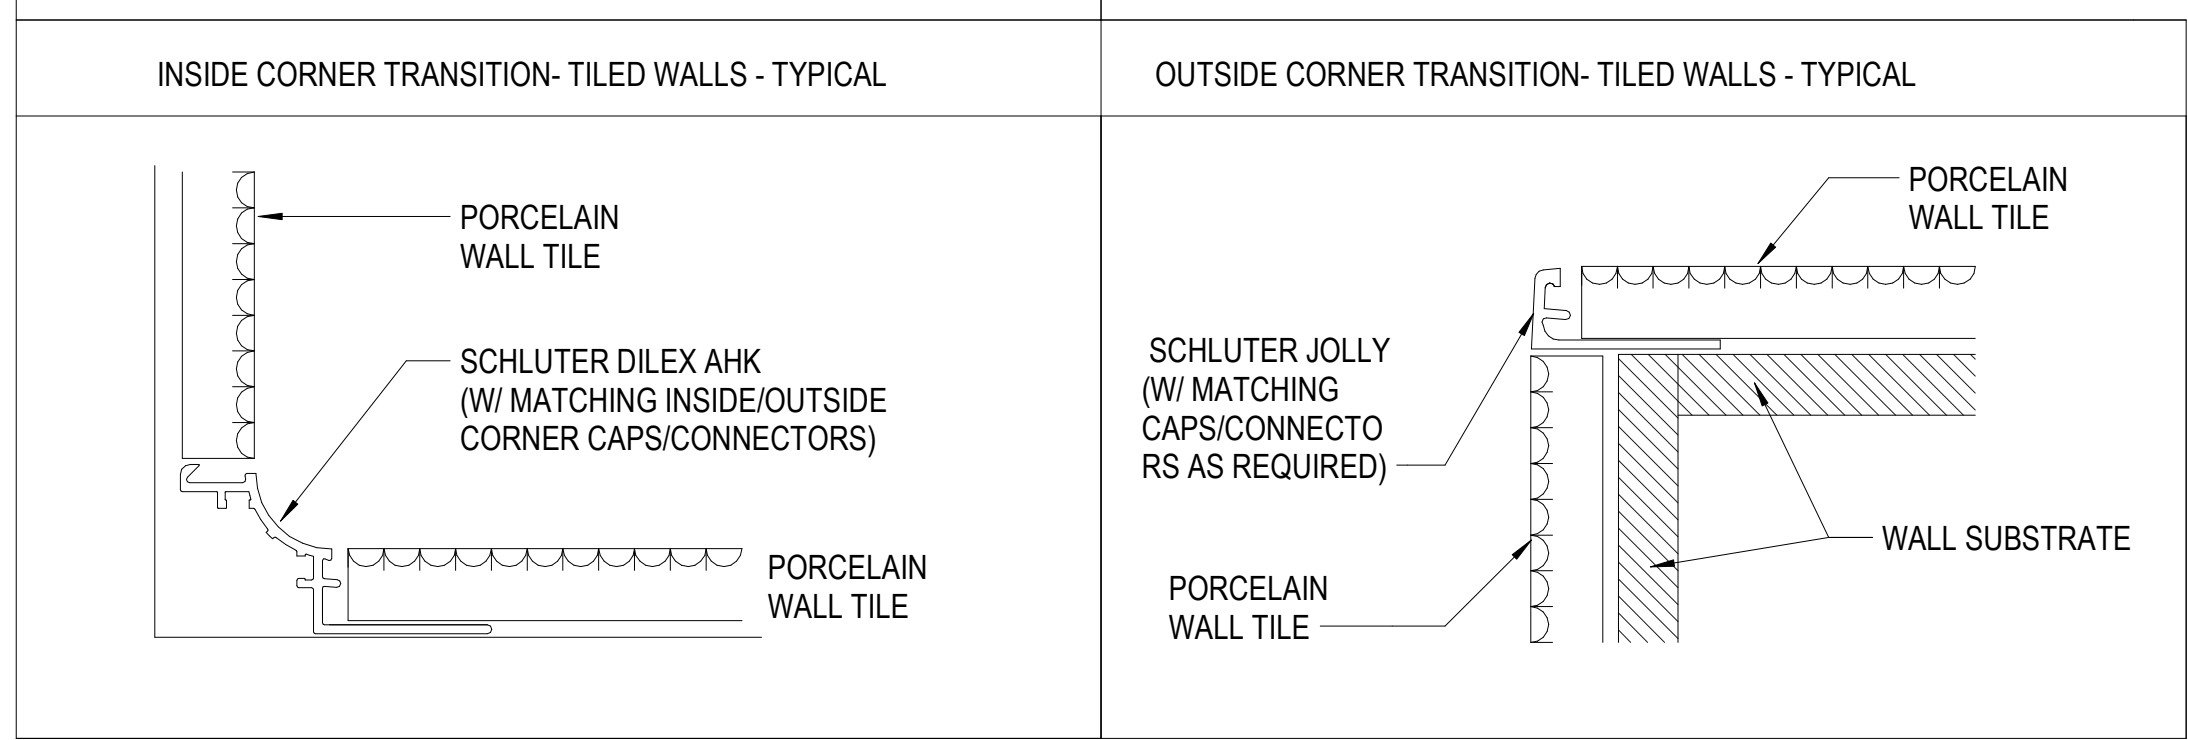 INSIDE CORNER TRANSITION- TILED WALLS - TYPICAL
PORCELAIN
WALL TILE
SCHLUTER DILEX AHK
(W/ MATCHING INSIDE/OUTSIDE
CORNER CAPS/CONNECTORS)
PORCELAIN
WALL TILE
OUTSIDE CORNER TRANSITION- TILED WALLS - TYPICAL
PORCELAIN
WALL TILE
SCHLUTER JOLLY
(W/ MATCHING
CAPS/CONNECTO
RS AS REQUIRED)
WALL SUBSTRATE
PORCELAIN
WALL TILE